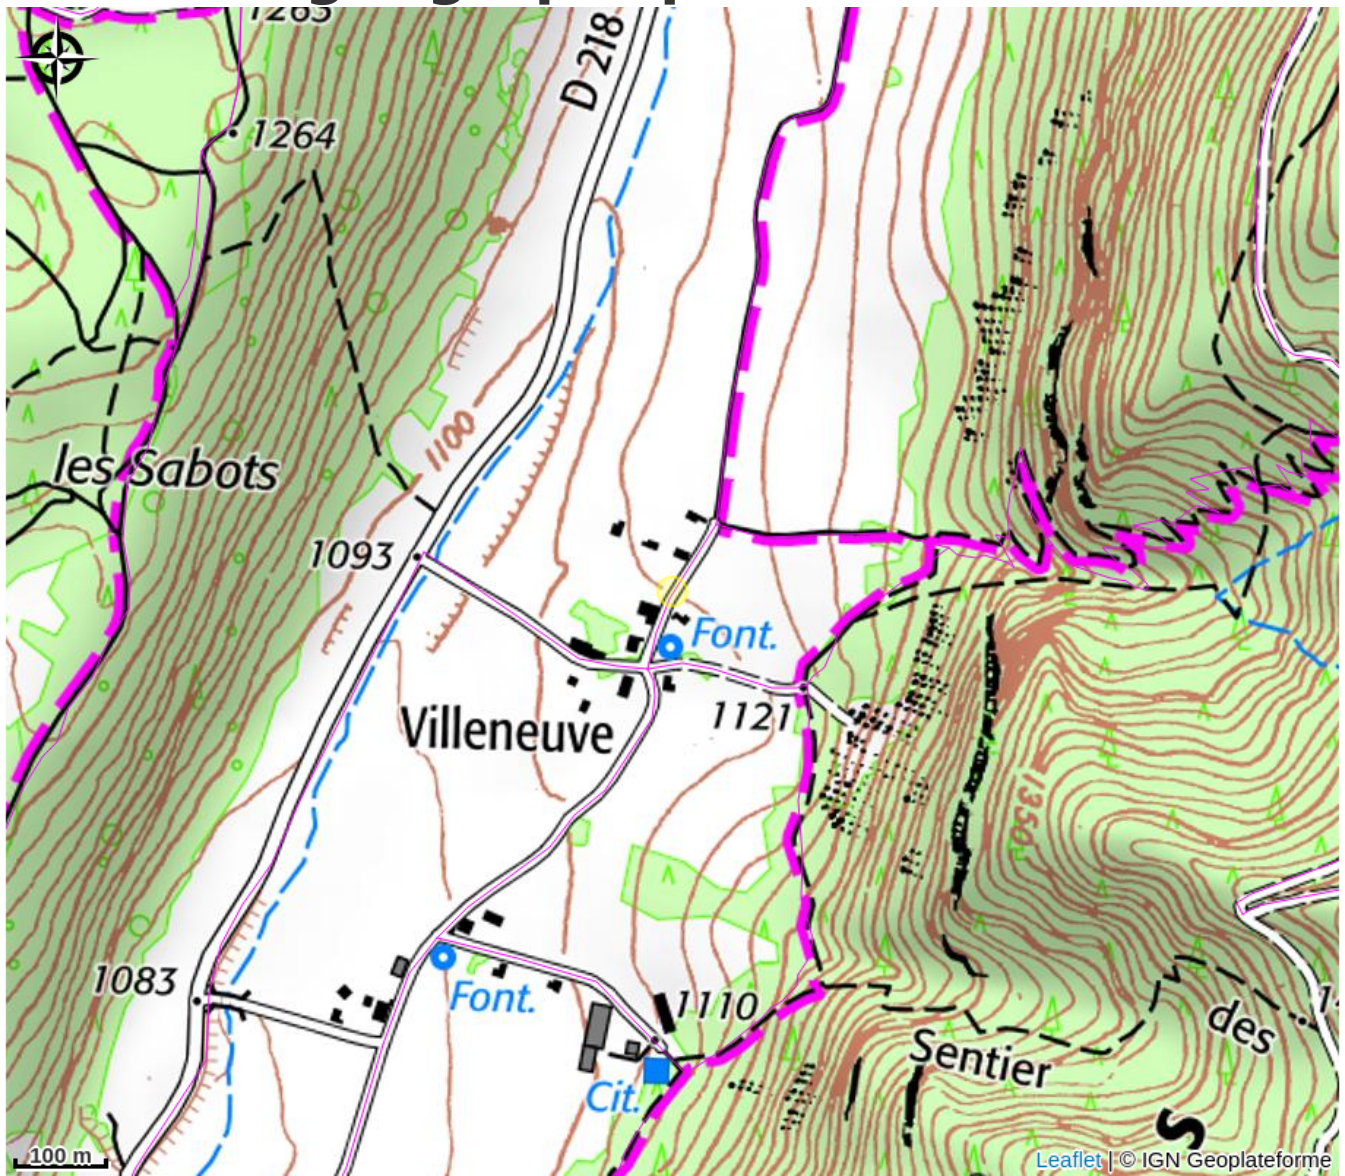 1265
D 218
1264
les Sabots
1100
1093
Font.
Villeneuve
1121
1350
1083
Font.
1110
des
Sentier
Cit.
S
100 m
Leaflet | © IGN Geoplateforme